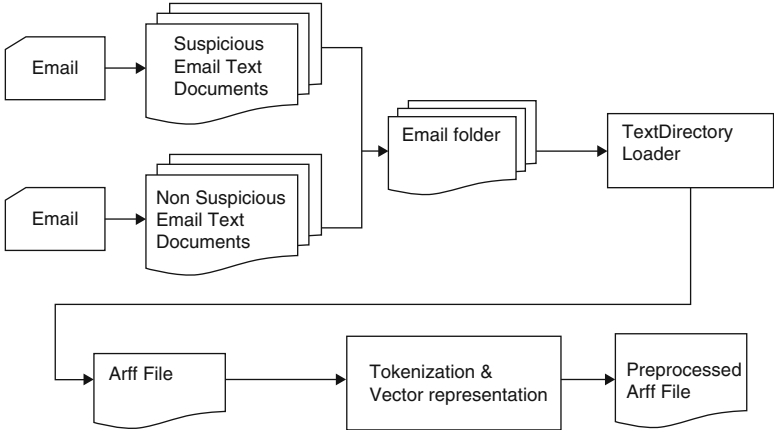 Email
Suspicious
Email Text
Documents
Email
Non Suspicious
Email Text
Documents
Email folder
TextDirectory
Loader
Arff File
Tokenization &
Vector representation
Preprocessed
Arff File